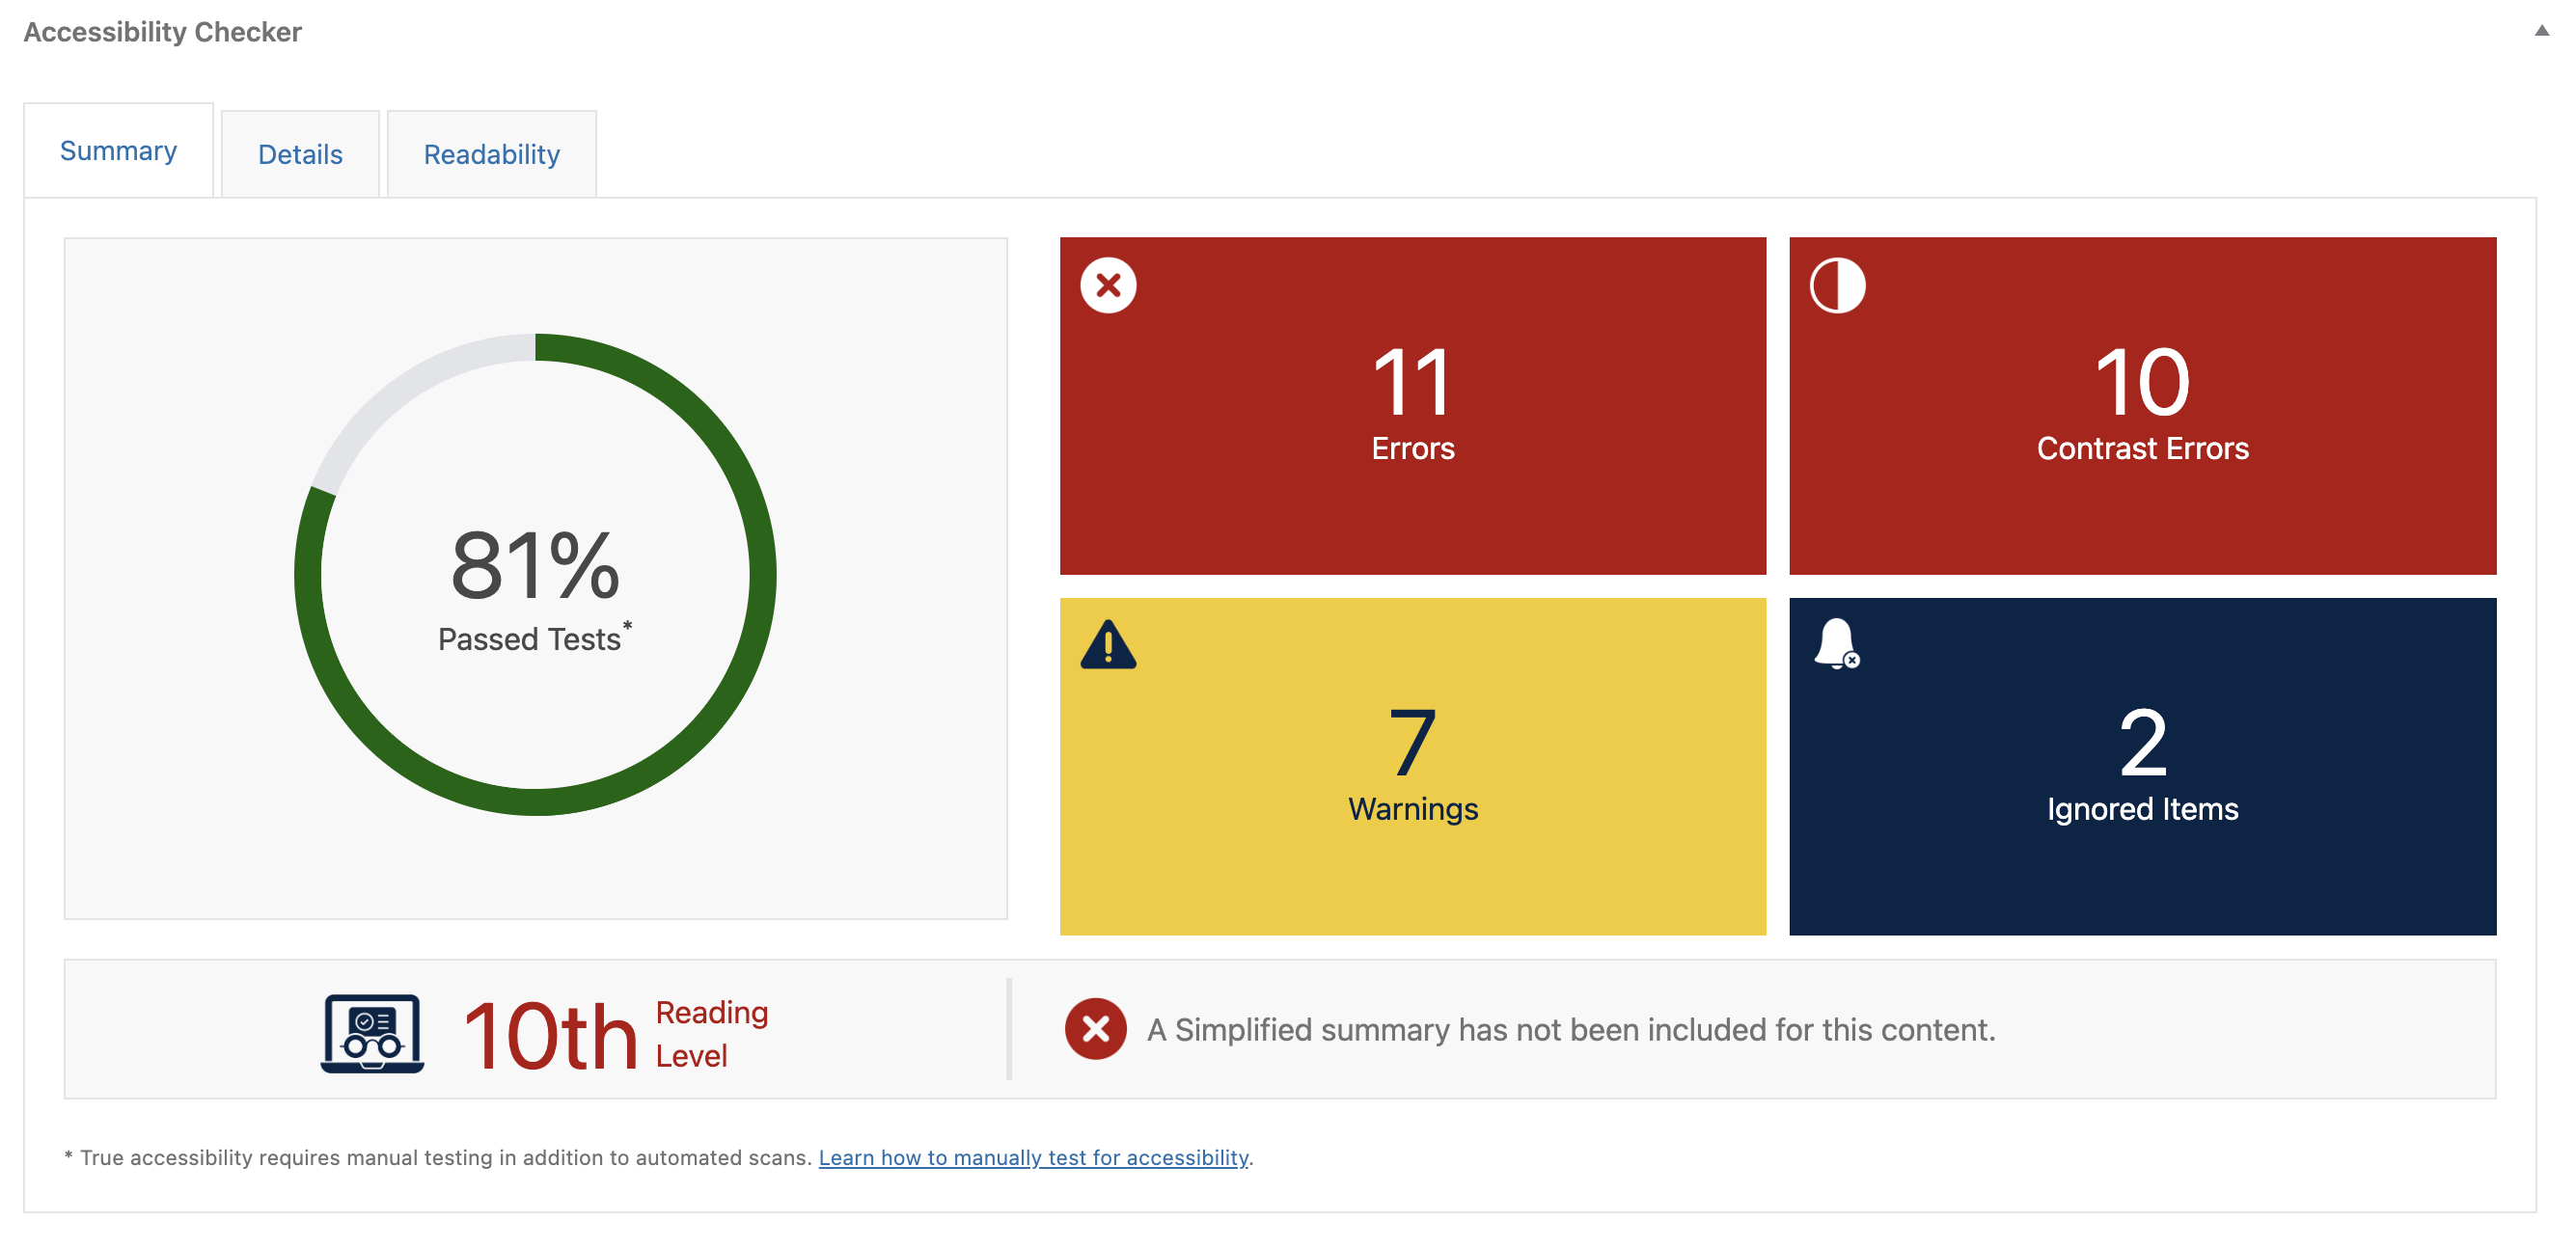 Accessibility Checker
Summary
Details
Readability
81%
Passed Tests*
11
Errors
10
Contrast Errors
7
Warnings
2
Ignored Items
10th
Reading
Level
A Simplified summary has not been included for this content.
* True accessibility requires manual testing in addition to automated scans. Learn how to manually test for accessibility.